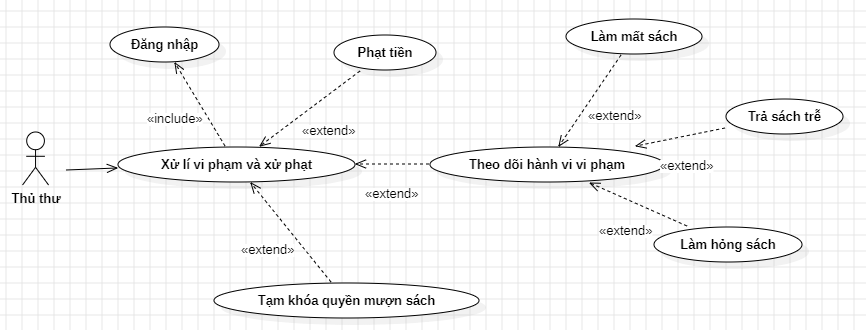 Đăng nhập
Phạt tiền
Làm mất sách
Trả sách trễ
«include»
«extend»
«extend»
Thủ thư
Xử lí vi phạm và xử phạt
Theo dõi hành vi vi phạm
«extend»
«extend»
«extend»
«extend»
Làm hỏng sách
Tạm khóa quyền mượn sách